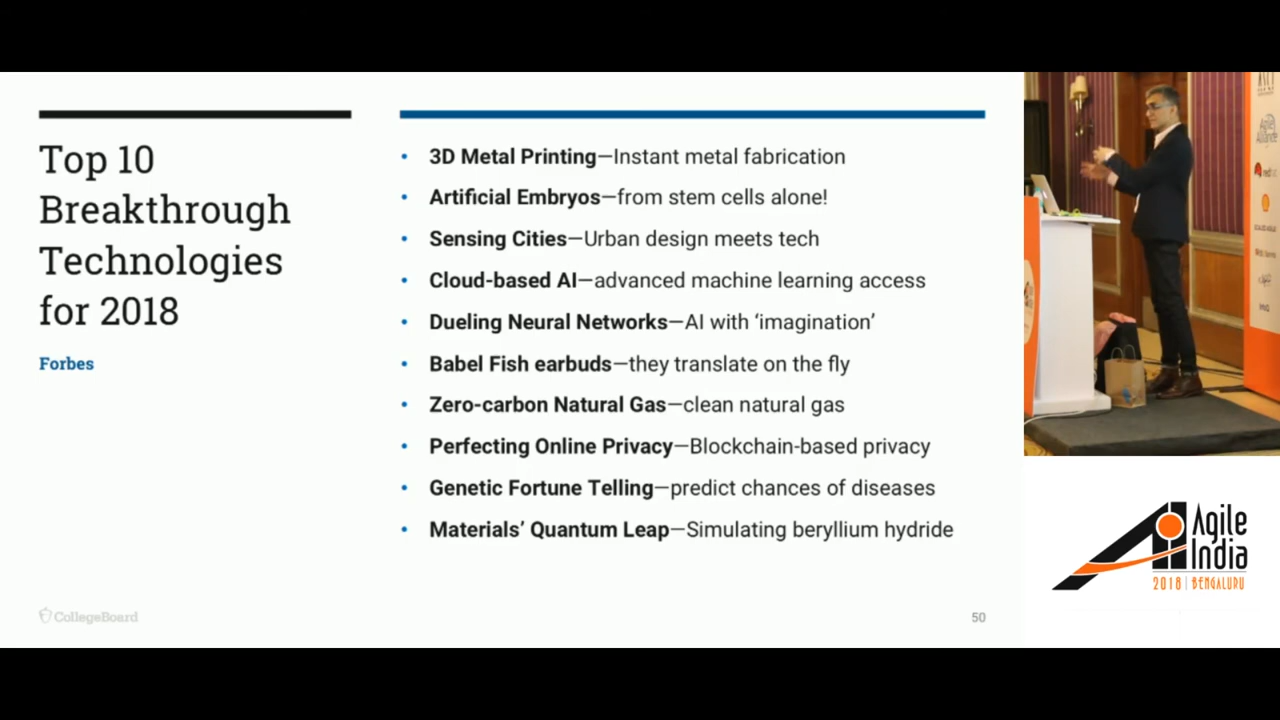 Top 10
Breakthrough
Technologies
for 2018
Forbes
• 3D Metal Printing—Instant metal fabrication
• Artificial Embryos—from stem cells alone!
• Sensing Cities—Urban design meets tech
• Cloud-based AI—advanced machine learning access
• Dueling Neural Networks—AI with ‘imagination’
• Babel Fish earbuds—they translate on the fly
• Zero-carbon Natural Gas—clean natural gas
• Perfecting Online Privacy—Blockchain-based privacy
• Genetic Fortune Telling—predict chances of diseases
• Materials’ Quantum Leap—Simulating beryllium hydride
CollegeBoard
50
Agile
Alliance
Agile
India
2018 | BENGALURU